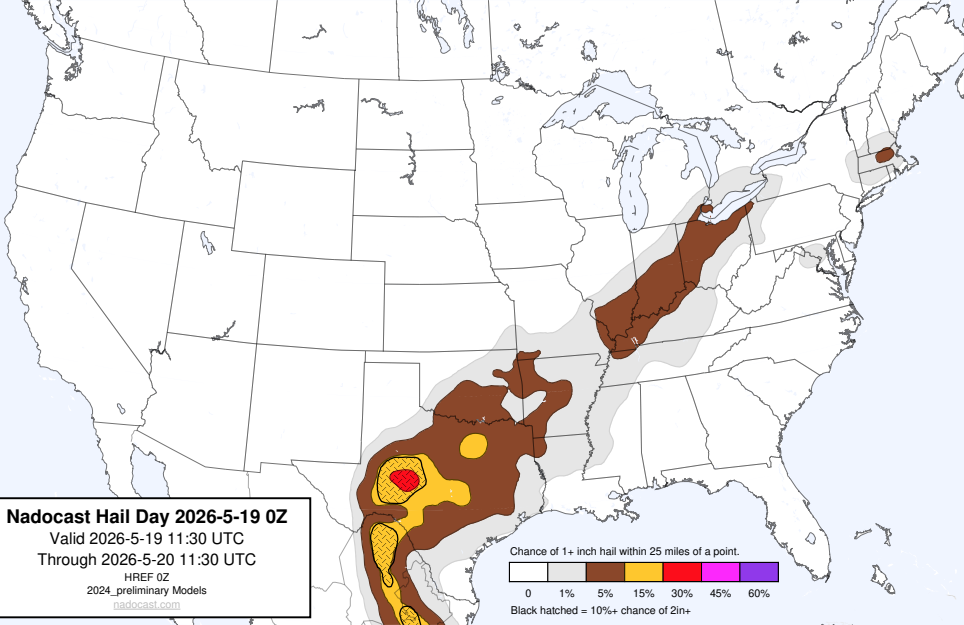 Nadocast Hail Day 2026-5-19 0Z
Valid 2026-5-19 11:30 UTC
Through 2026-5-20 11:30 UTC
HREF 0Z
2024_preliminary Models
nadocast.com
Chance of 1+ inch hail within 25 miles of a point.
0 1% 5% 15% 30% 45% 60%
Black hatched = 10%+ chance of 2in+